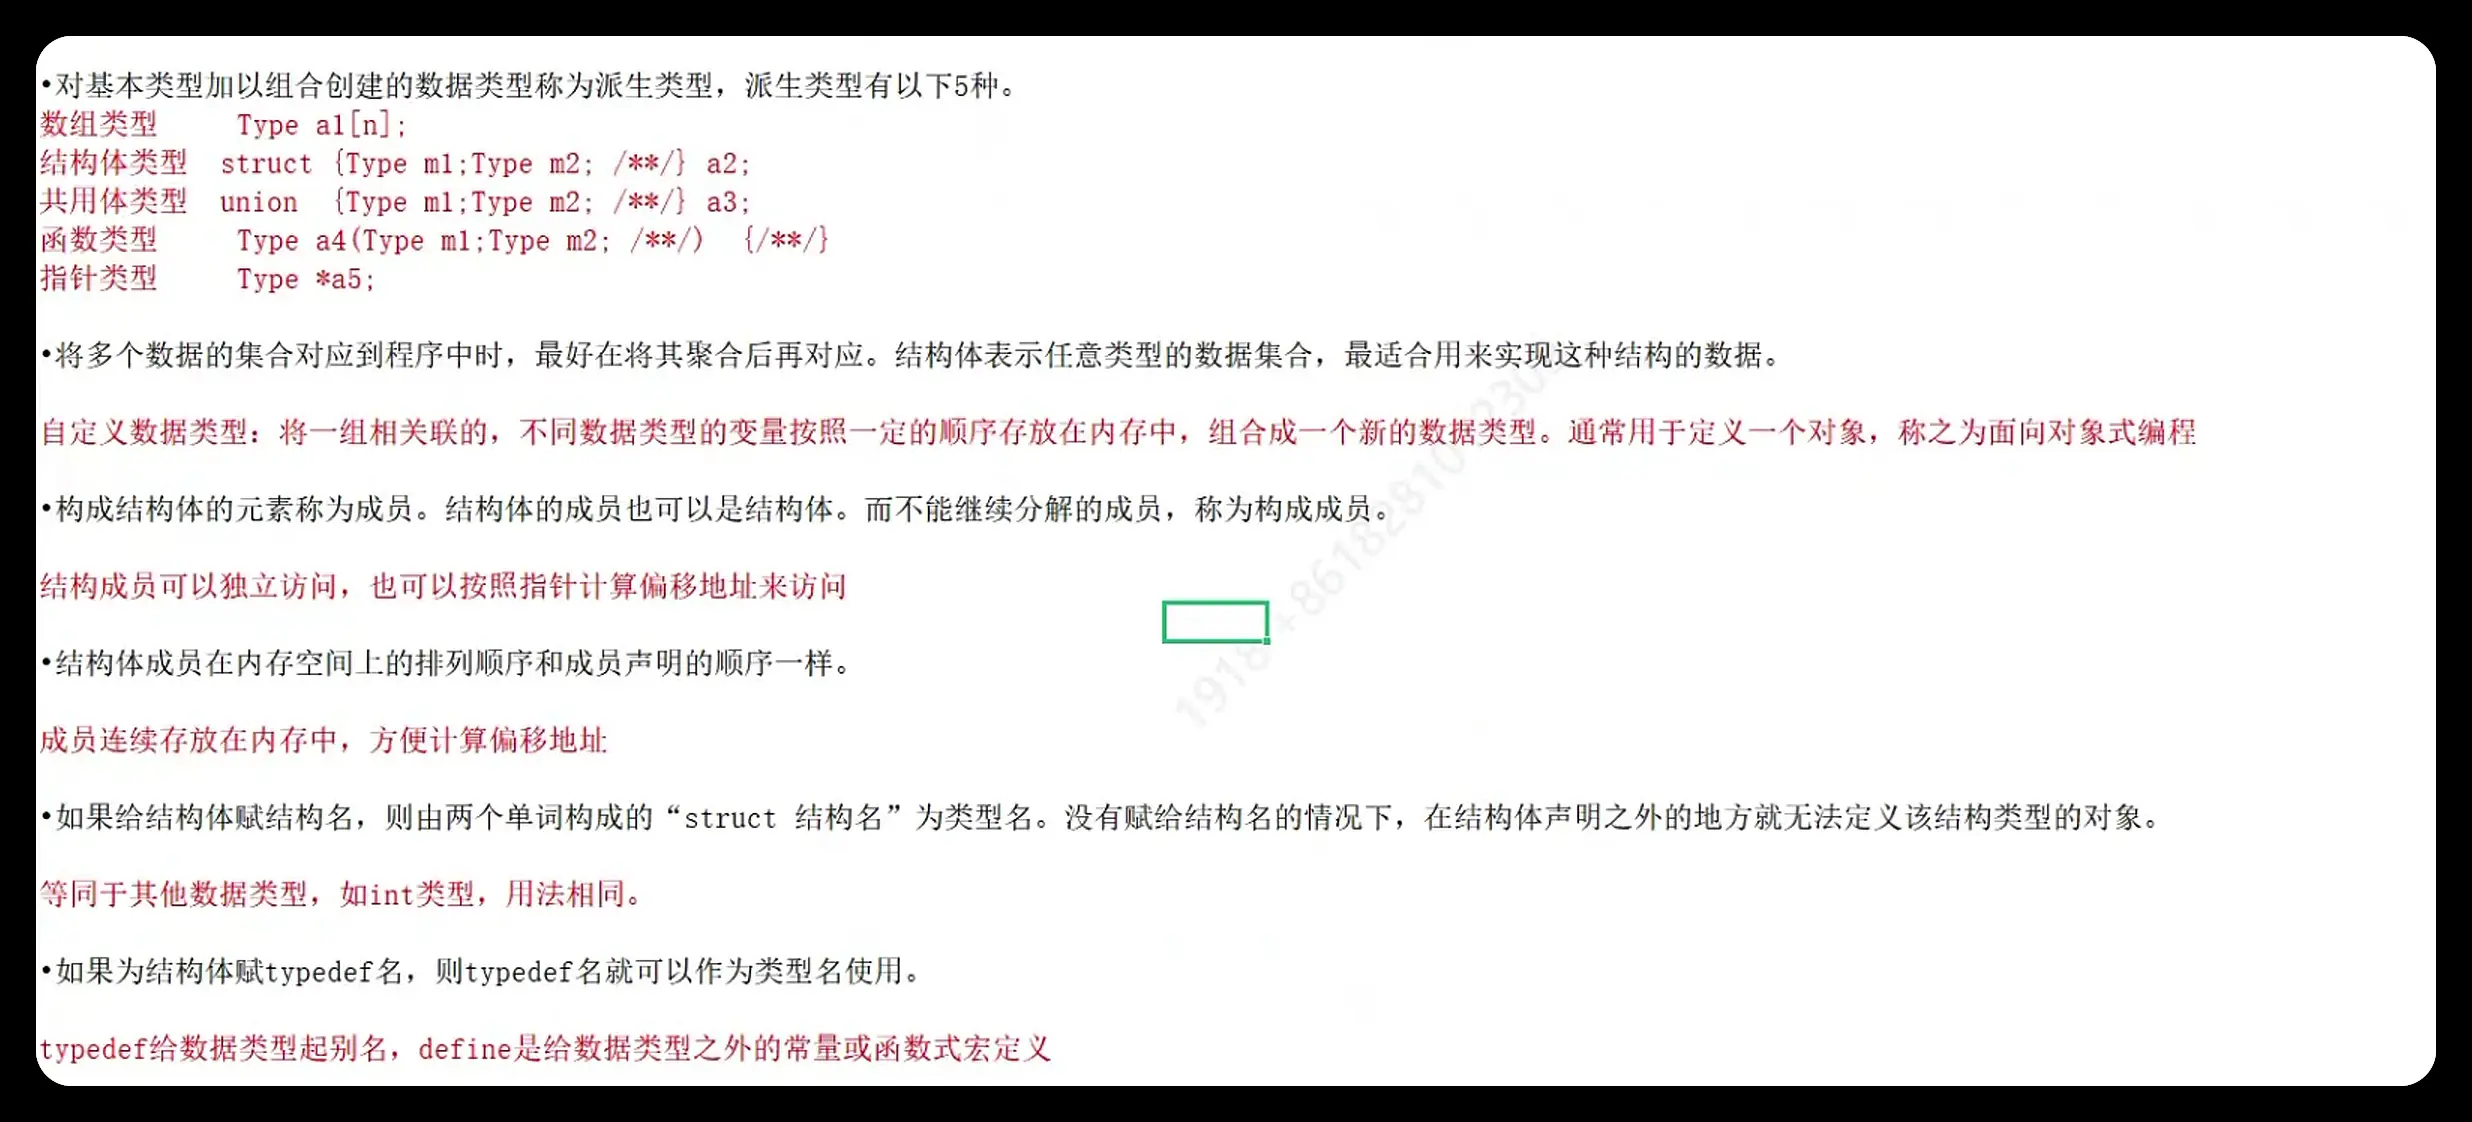 •对基本类型加以组合创建的数据类型称为派生类型，派生类型有以下5种。
数组类型 Type a1[n];
结构体类型 struct {Type m1;Type m2; /**/} a2;
共用体类型 union {Type m1;Type m2; /**/} a3;
函数类型 Type a4(Type m1;Type m2; /**/) {/**/}
指针类型 Type *a5;
•将多个数据的集合对应到程序中时，最好在将其聚合后再对应。结构体表示任意类型的数据集合，最适合用来实现这种结构的数据。
自定义数据类型：将一组相关联的，不同数据类型的变量按照一定的顺序存放在内存中，组合成一个新的数据类型。通常用于定义一个对象，称之为面向对象式编程
•构成结构体的元素称为成员。结构体的成员也可以是结构体。而不能继续分解的成员，称为构成成员。
结构成员可以独立访问，也可以按照指针计算偏移地址来访问
•结构体成员在内存空间上的排列顺序和成员声明的顺序一样。
成员连续存放在内存中，方便计算偏移地址
•如果给结构体赋结构名，则由两个单词构成的“struct 结构名”为类型名。没有赋给结构名的情况下，在结构体声明之外的地方就无法定义该结构类型的对象。
等同于其他数据类型，如int类型，用法相同。
•如果为结构体赋typedef名，则typedef名就可以作为类型名使用。
typedef给数据类型起别名，define是给数据类型之外的常量或函数式宏定义